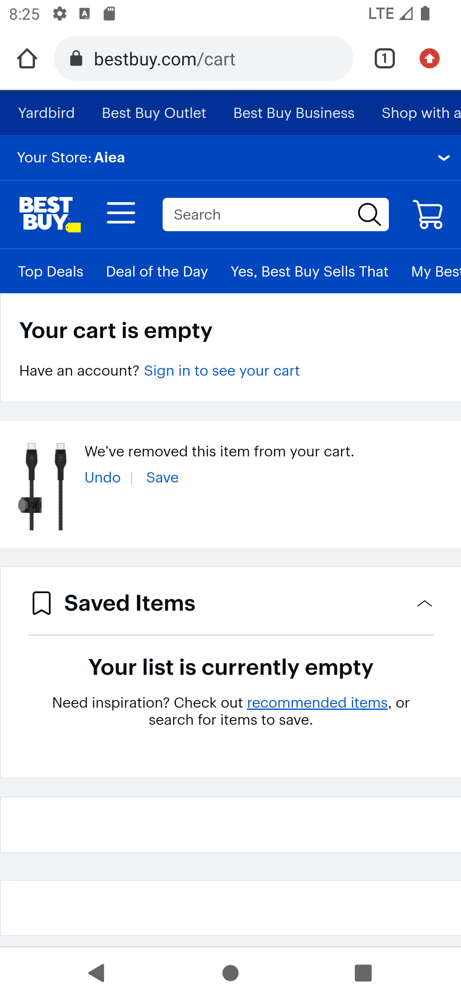 8:25
LTE
bestbuy.com/cart
1
Yardbird Best Buy Outlet Best Buy Business Shop with a
Your Store: Aiea
BEST
BUY
Search
Top Deals Deal of the Day Yes, Best Buy Sells That My Best
Your cart is empty
Have an account? Sign in to see your cart
We’ve removed this item from your cart.
Undo | Save
Saved Items
Your list is currently empty
Need inspiration? Check out recommended items, or
search for items to save.